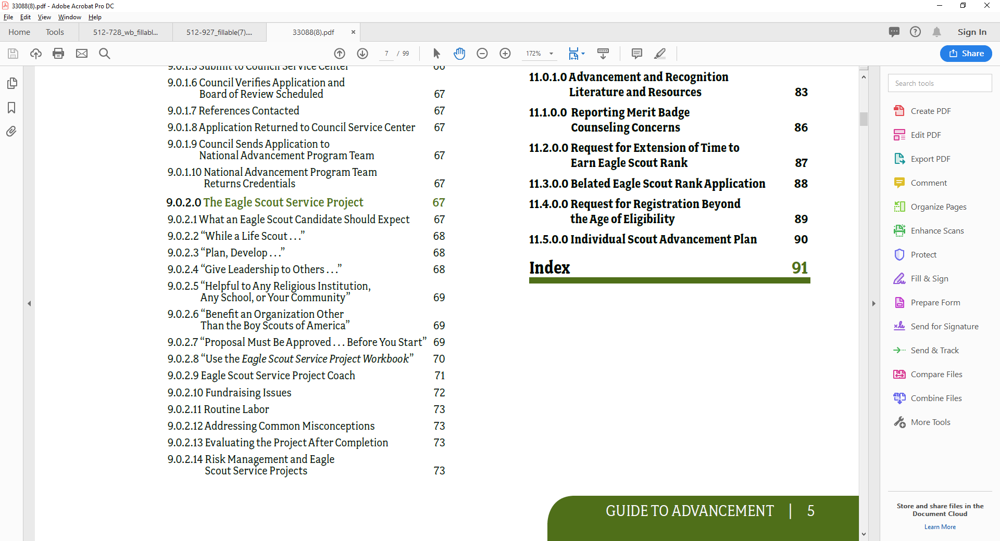 33088(8).pdf - Adobe Acrobat Pro DC
File Edit View Window Help
Home Tools 512-728_wb_fillabl... 512-927_fillable(7).... 33088(8).pdf
Sign In
7 / 99 172%
Share
9.0.1.5 Submit to Council Service Center 66
9.0.1.6 Council Verifies Application and
Board of Review Scheduled 67
9.0.1.7 References Contacted 67
9.0.1.8 Application Returned to Council Service Center 67
9.0.1.9 Council Sends Application to
National Advancement Program Team 67
9.0.1.10 National Advancement Program Team
Returns Credentials 67
9.0.2.0 The Eagle Scout Service Project 67
9.0.2.1 What an Eagle Scout Candidate Should Expect 67
9.0.2.2 “While a Life Scout . . .” 68
9.0.2.3 “Plan, Develop . . .” 68
9.0.2.4 “Give Leadership to Others . . .” 68
9.0.2.5 “Helpful to Any Religious Institution,
Any School, or Your Community” 69
9.0.2.6 “Benefit an Organization Other
Than the Boy Scouts of America” 69
9.0.2.7 “Proposal Must Be Approved . . . Before You Start” 69
9.0.2.8 “Use the Eagle Scout Service Project Workbook” 70
9.0.2.9 Eagle Scout Service Project Coach 71
9.0.2.10 Fundraising Issues 72
9.0.2.11 Routine Labor 73
9.0.2.12 Addressing Common Misconceptions 73
9.0.2.13 Evaluating the Project After Completion 73
9.0.2.14 Risk Management and Eagle
Scout Service Projects 73
11.0.1.0 Advancement and Recognition
Literature and Resources 83
11.1.0.0 Reporting Merit Badge
Counseling Concerns 86
11.2.0.0 Request for Extension of Time to
Earn Eagle Scout Rank 87
11.3.0.0 Belated Eagle Scout Rank Application 88
11.4.0.0 Request for Registration Beyond
the Age of Eligibility 89
11.5.0.0 Individual Scout Advancement Plan 90
Index 91
GUIDE TO ADVANCEMENT | 5
Search tools
Create PDF
Edit PDF
Export PDF
Comment
Organize Pages
Enhance Scans
Protect
Fill & Sign
Prepare Form
Send for Signature
Send & Track
Compare Files
Combine Files
More Tools
Store and share files in the
Document Cloud
Learn More